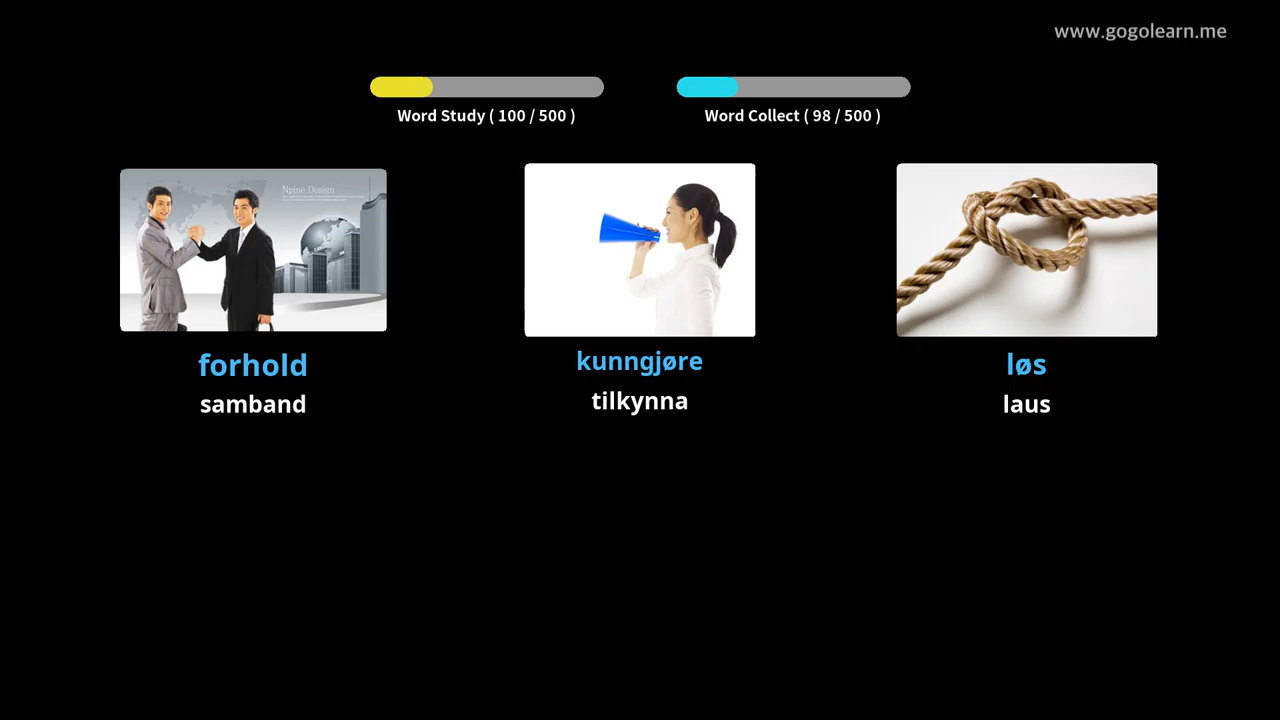 www.gogolearn.me
Word Study ( 100 / 500 )
Word Collect ( 98 / 500 )
Npine Design
forhold
kunngjøre
løs
samband
tilkynna
laus